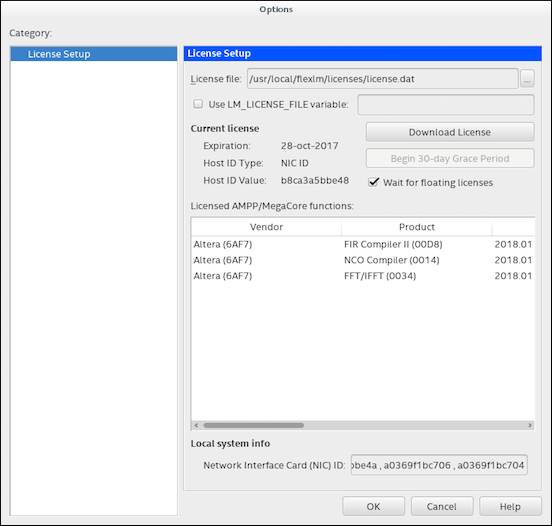 Options
Category:
License Setup
License Setup
License file: /usr/local/flexlm/licenses/license.dat ...
Use LM_LICENSE_FILE variable:
Current license
Download License
Expiration: 28-oct-2017
Host ID Type: NIC ID
Begin 30-day Grace Period
Host ID Value: b8ca3a5bbe48
Wait for floating licenses
Licensed AMPP/MegaCore functions:
Vendor Product
Altera (6AF7) FIR Compiler II (00D8) 2018.01
Altera (6AF7) NCO Compiler (0014) 2018.01
Altera (6AF7) FFT/IFFT (0034) 2018.01
Local system info
Network Interface Card (NIC) ID: bbe4a , a0369f1bc706 , a0369f1bc704
OK Cancel Help